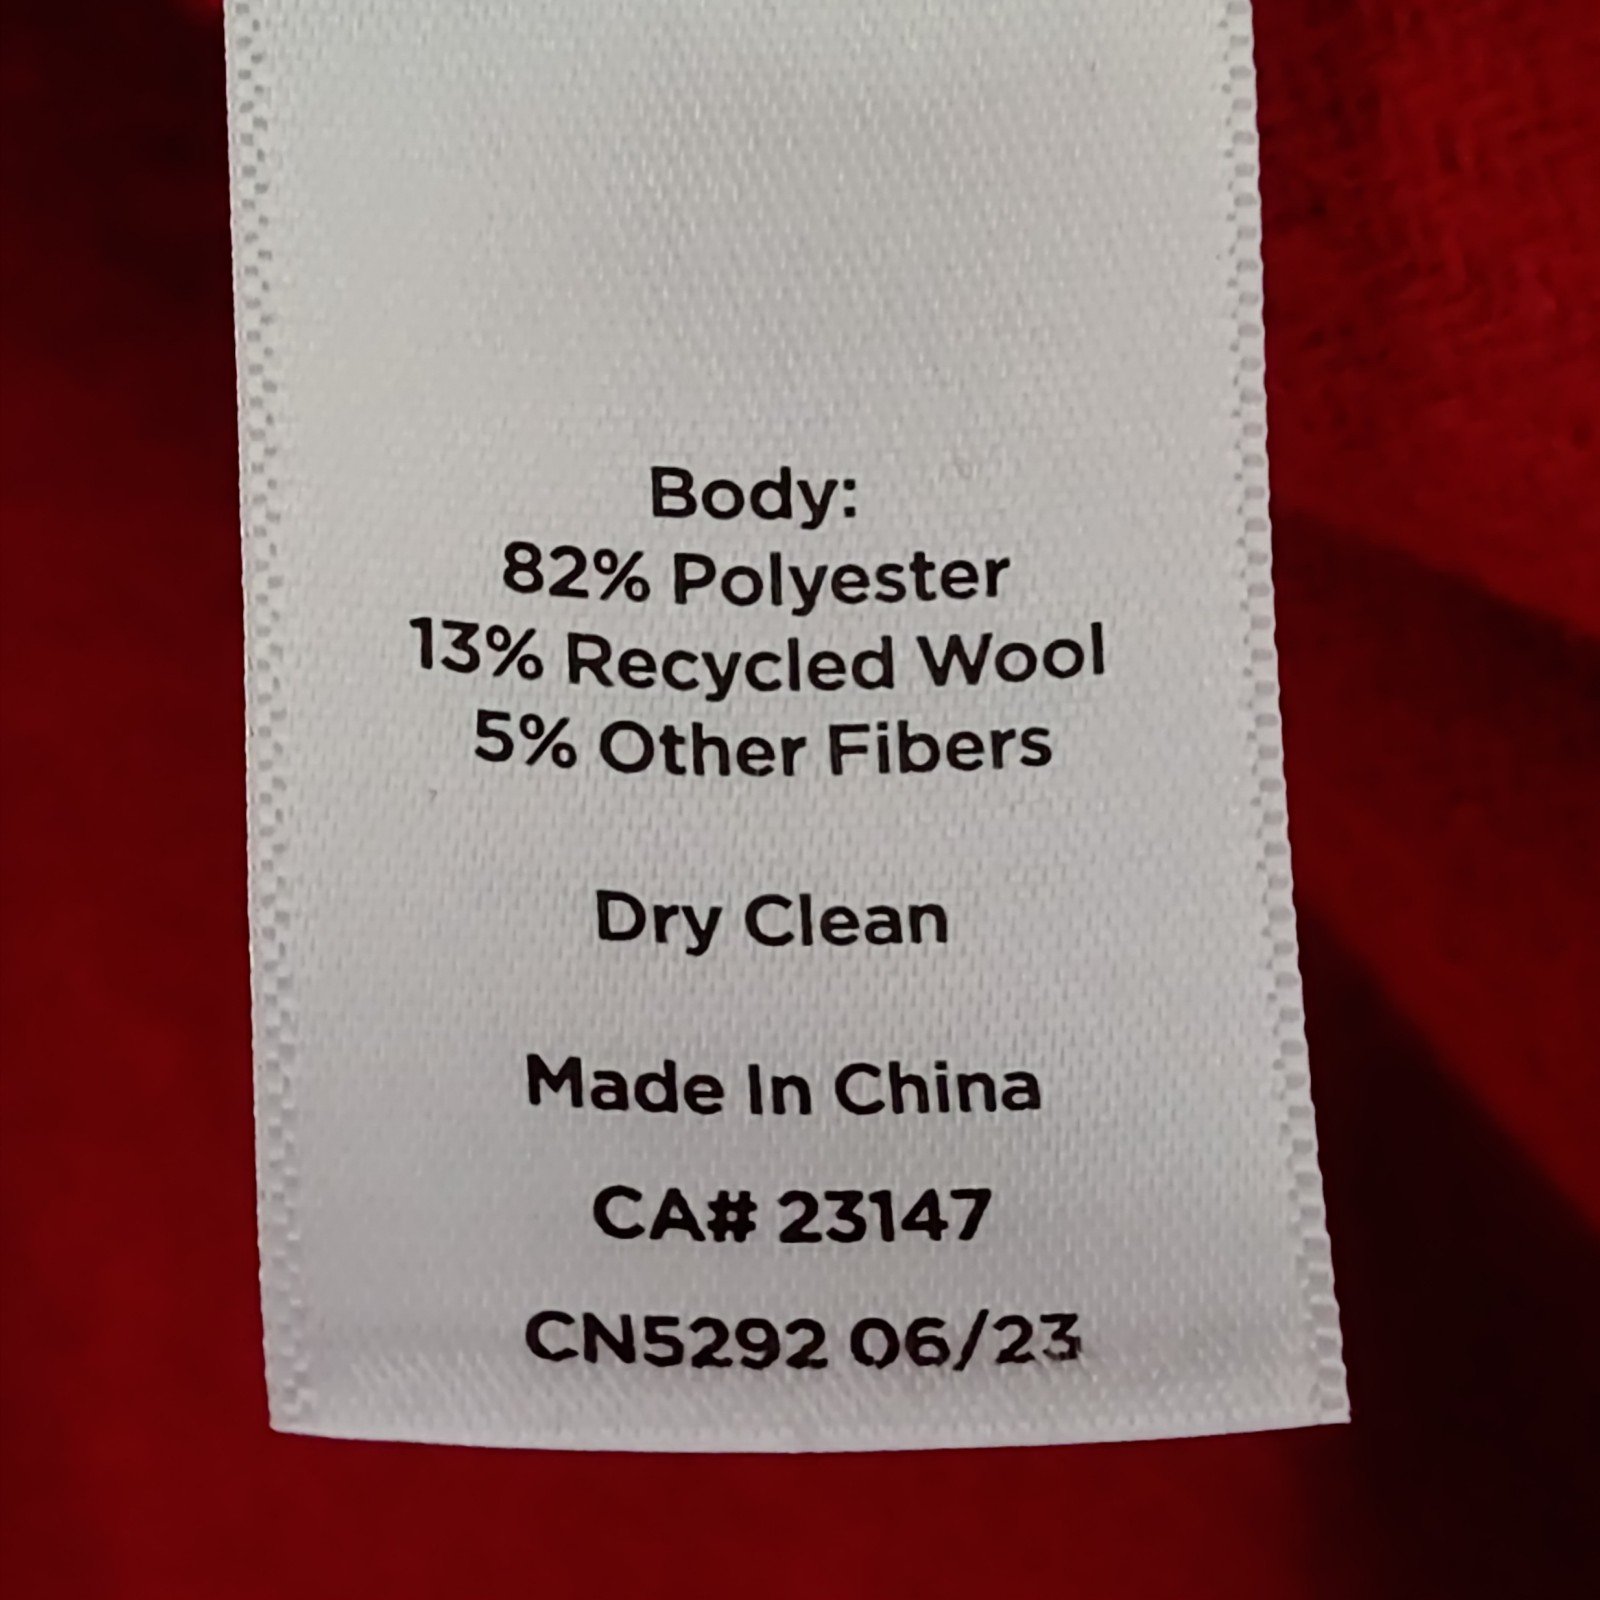 Body:
82% Polyester
13% Recycled Wool
5% Other Fibers
Dry Clean
Made In China
CA# 23147
CN5292 06/23